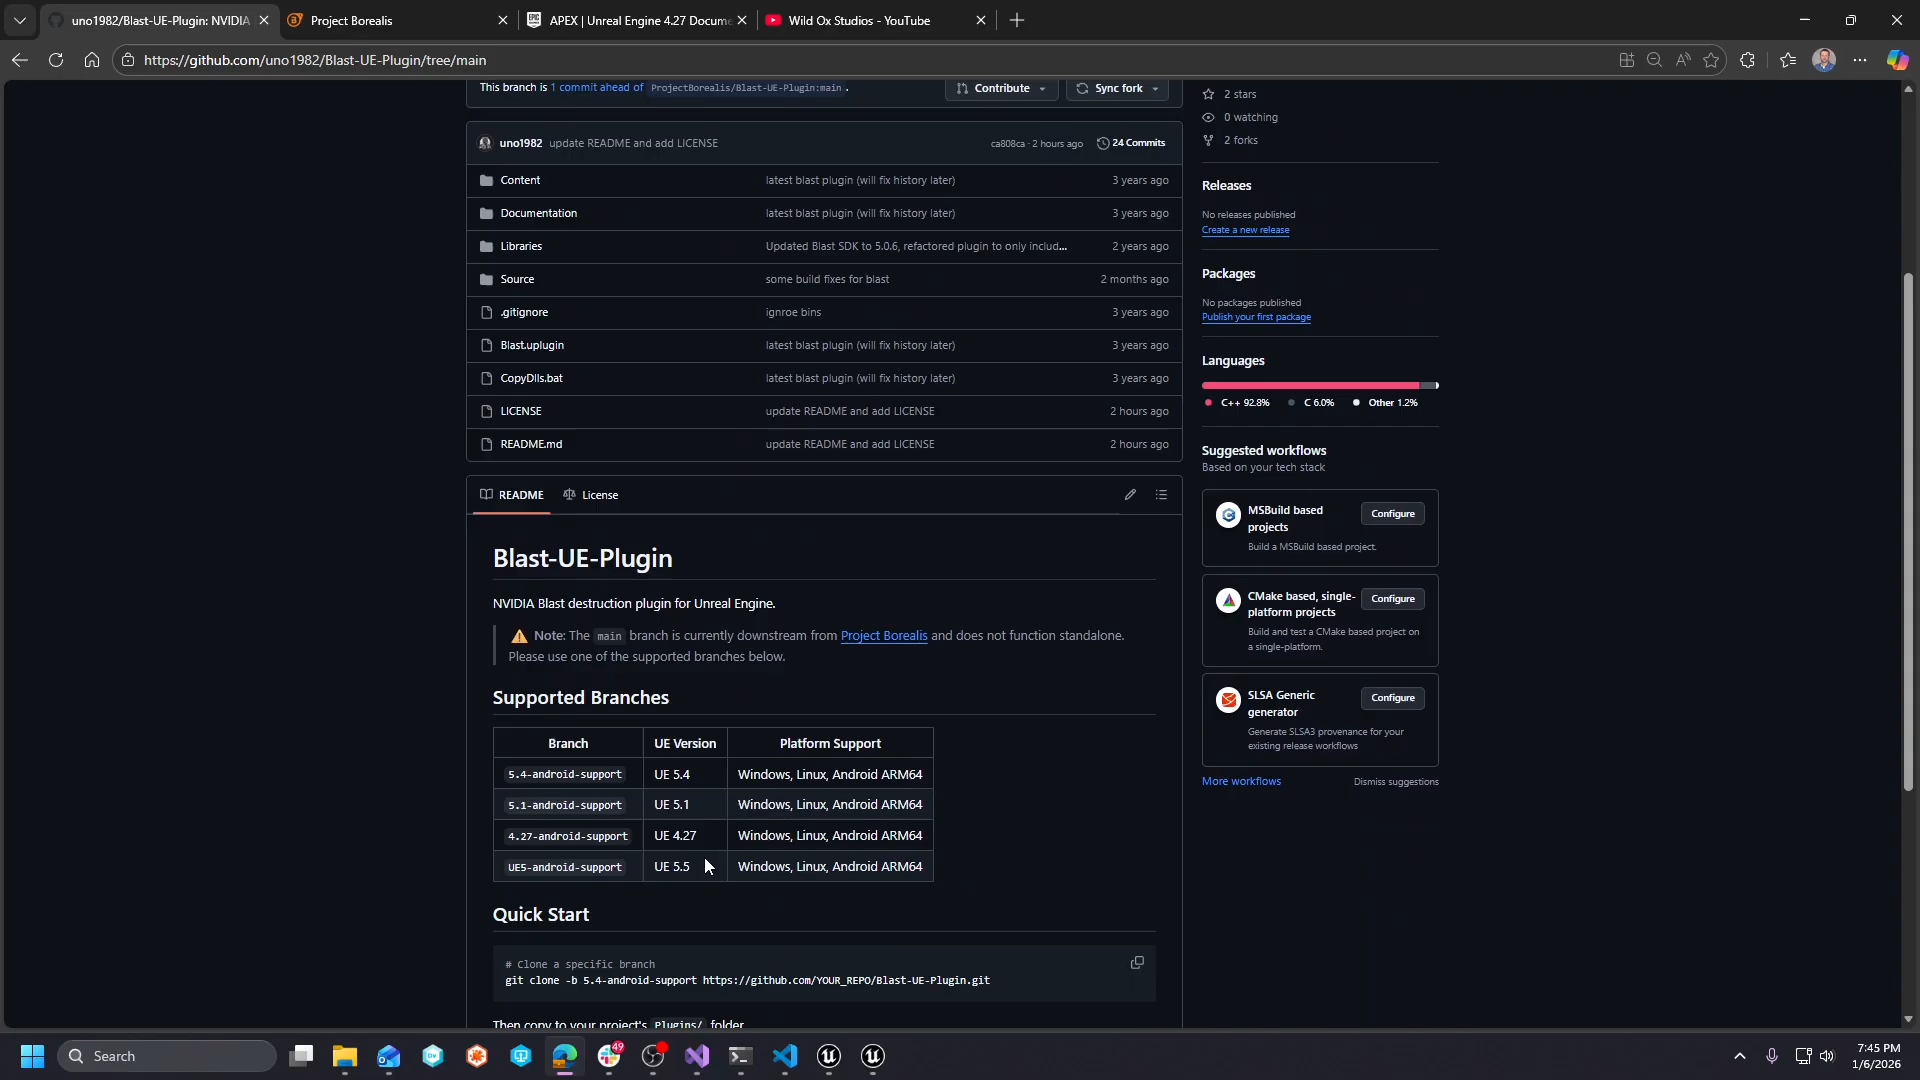 uno1982/Blast-UE-Plugin: NVIDIA
Project Borealis
APEX | Unreal Engine 4.27 Docume
Wild Ox Studios - YouTube
https://github.com/uno1982/Blast-UE-Plugin/tree/main
This branch is 1 commit ahead of ProjectBorealis/Blast-UE-Plugin:main.
Contribute
Sync fork
uno1982 update README and add LICENSE ca808ca · 2 hours ago 24 Commits
Content latest blast plugin (will fix history later) 3 years ago
Documentation latest blast plugin (will fix history later) 3 years ago
Libraries Updated Blast SDK to 5.0.6, refactored plugin to only includ... 2 years ago
Source some build fixes for blast 2 months ago
.gitignore ignroe bins 3 years ago
Blast.uplugin latest blast plugin (will fix history later) 3 years ago
CopyDlls.bat latest blast plugin (will fix history later) 3 years ago
LICENSE update README and add LICENSE 2 hours ago
README.md update README and add LICENSE 2 hours ago
README License
Blast-UE-Plugin
NVIDIA Blast destruction plugin for Unreal Engine.
Note: The main branch is currently downstream from Project Borealis and does not function standalone.
Please use one of the supported branches below.
Supported Branches
Branch UE Version Platform Support
5.4-android-support UE 5.4 Windows, Linux, Android ARM64
5.1-android-support UE 5.1 Windows, Linux, Android ARM64
4.27-android-support UE 4.27 Windows, Linux, Android ARM64
UE5-android-support UE 5.5 Windows, Linux, Android ARM64
Quick Start
# Clone a specific branch
git clone -b 5.4-android-support https://github.com/YOUR_REPO/Blast-UE-Plugin.git
Then copy to your project's Plugins/ folder
2 stars
0 watching
2 forks
Releases
No releases published
Create a new release
Packages
No packages published
Publish your first package
Languages
C++ 92.8% C 6.0% Other 1.2%
Suggested workflows
Based on your tech stack
MSBuild based
projects
Configure
Build a MSBuild based project.
CMake based, single-
platform projects
Configure
Build and test a CMake based project on
a single-platform.
SLSA Generic
generator
Configure
Generate SLSA3 provenance for your
existing release workflows
More workflows Dismiss suggestions
Search
49
7:45 PM
1/6/2026